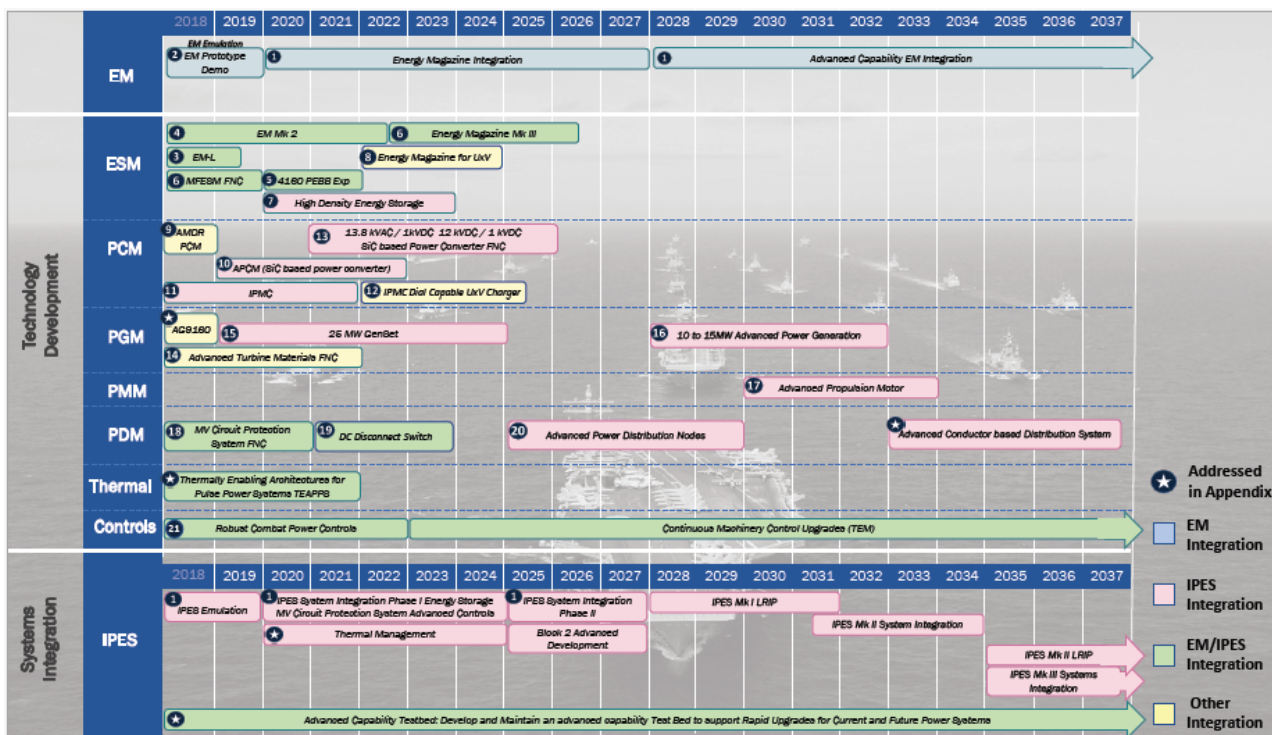 2018 2019 2020 2021 2022 2023 2024 2025 2026 2027 2028 2029 2030 2031 2032 2033 2034 2035 2036 2037
EM
EM Emulation
2 EM Prototype
Demo
1 Energy Magazine Integration
1 Advanced Capability EM Integration
Technology
Development
ESM
4 EM Mk 2
6 Energy Magazine Mk III
3 EM-L
8 Energy Magazine for UxV
6 MFESM FNC
5 4160 PEBB Exp
7 High Density Energy Storage
PCM
9 AMDR
PCM
13 13.8 kVAC / 1kVDC 12 kVDC / 1 kVDC
SiC based Power Converter FNC
10 APCM (SiC based power converter)
11 IPMC
12 IPMC Dial Capable UxV Charger
PGM
AG9160
15 25 MW GenSet
16 10 to 15MW Advanced Power Generation
14 Advanced Turbine Materials FNC
PMM
17 Advanced Propulsion Motor
PDM
18 MV Circuit Protection
System FNC
19 DC Disconnect Switch
20 Advanced Power Distribution Nodes
Advanced Conductor based Distribution System
Thermal
Thermally Enabling Architectures for
Pulse Power Systems TEAPPS
Controls
21 Robust Combat Power Controls
Continuous Machinery Control Upgrades (TEM)
Systems
Integration
2018 2019 2020 2021 2022 2023 2024 2025 2026 2027 2028 2029 2030 2031 2032 2033 2034 2035 2036 2037
IPES
1 IPES Emulation
1 IPES System Integration Phase I Energy Storage
MV Circuit Protection System Advanced Controls
1 IPES System Integration
Phase II
IPES Mk I LRIP
IPES Mk II System Integration
Thermal Management
Block 2 Advanced
Development
IPES Mk II LRIP
IPES Mk III Systems
Integration
Advanced Capability Testbed: Develop and Maintain an advanced capability Test Bed to support Rapid Upgrades for Current and Future Power Systems
Addressed
in Appendix
EM
Integration
IPES
Integration
EM/IPES
Integration
Other
Integration